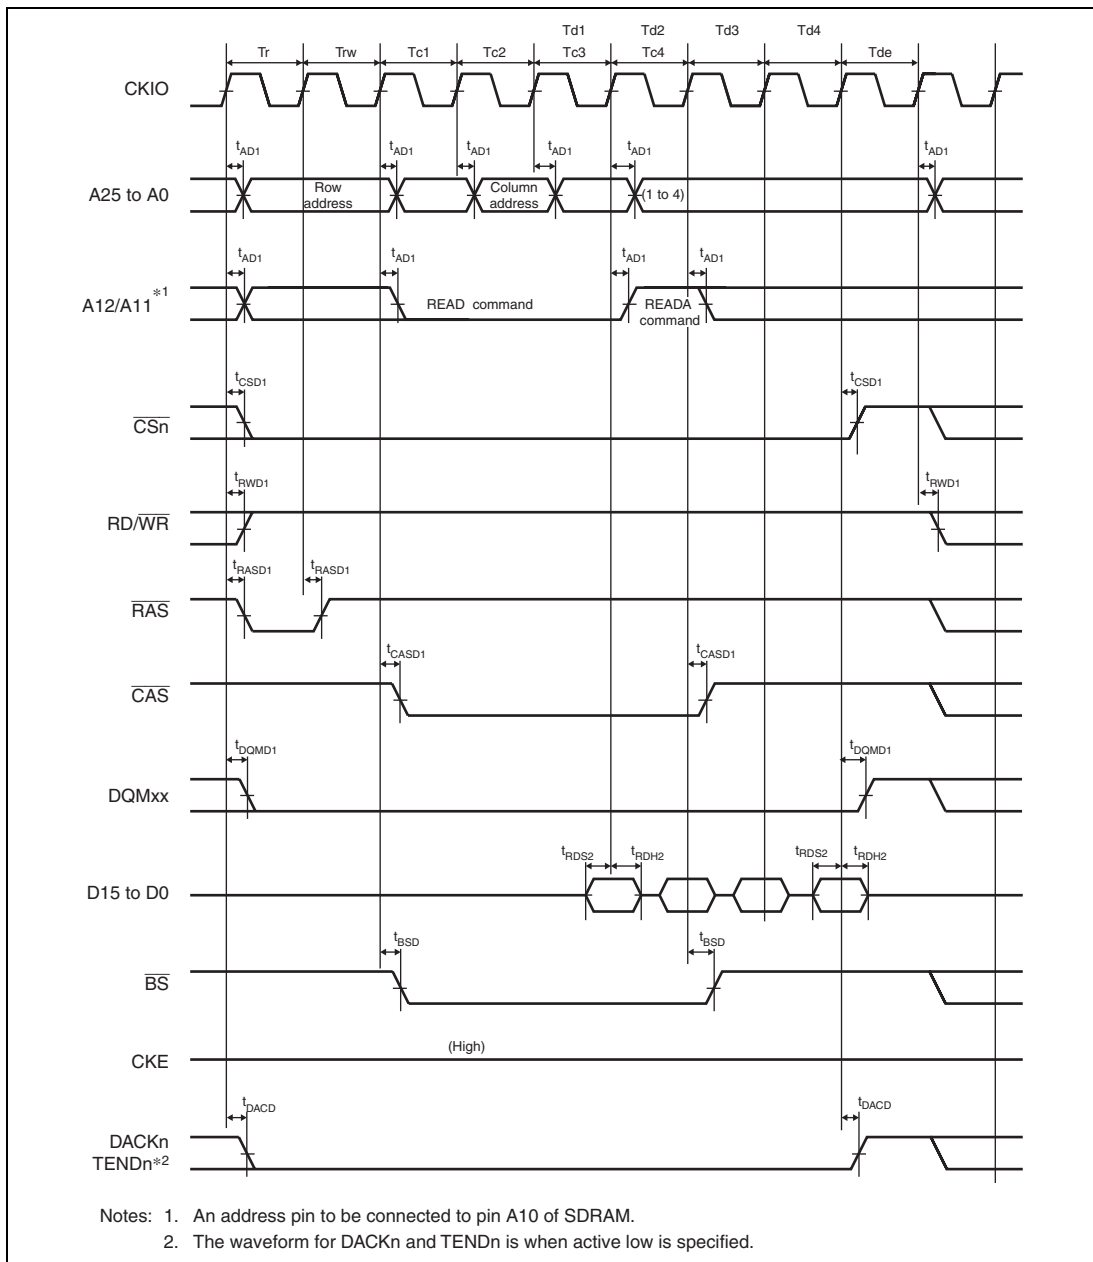 Td1 Td2 Td3 Td4
Tr Trw Tc1 Tc2 Tc3 Tc4 Tde
CKIO
tAD1 tAD1 tAD1 tAD1 tAD1 tAD1
A25 to A0 Row address Column address (1 to 4)
tAD1 tAD1 tAD1 tAD1
A12/A11*1 READ command READA command
tCSD1 tCSD1
CSn
tRWD1 tRWD1
RD/WR
tRASD1 tRASD1
RAS
tCASD1 tCASD1
CAS
tDQMD1 tDQMD1
DQMxx
tRDS2 tRDH2 tRDS2 tRDH2
D15 to D0
tBSD tBSD
BS
(High)
CKE
tDACD tDACD
DACKn
TENDn*2
Notes: 1. An address pin to be connected to pin A10 of SDRAM.
2. The waveform for DACKn and TENDn is when active low is specified.